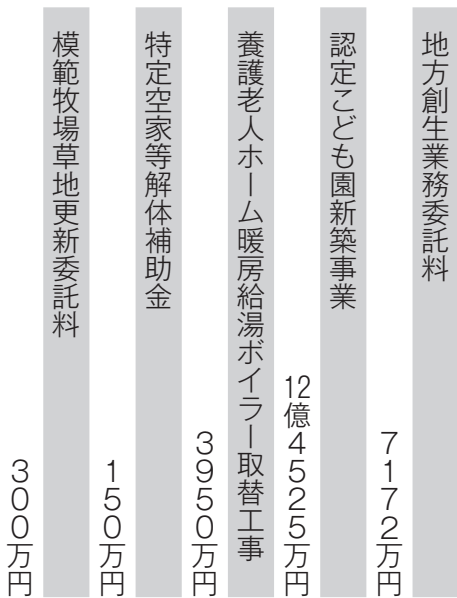 地方創生業務委託料
7172万円
認定こども園新築事業
12億4525万円
養護老人ホーム暖房給湯ボイラー取替工事
3950万円
特定空家等解体補助金
150万円
模範牧場草地更新委託料
300万円